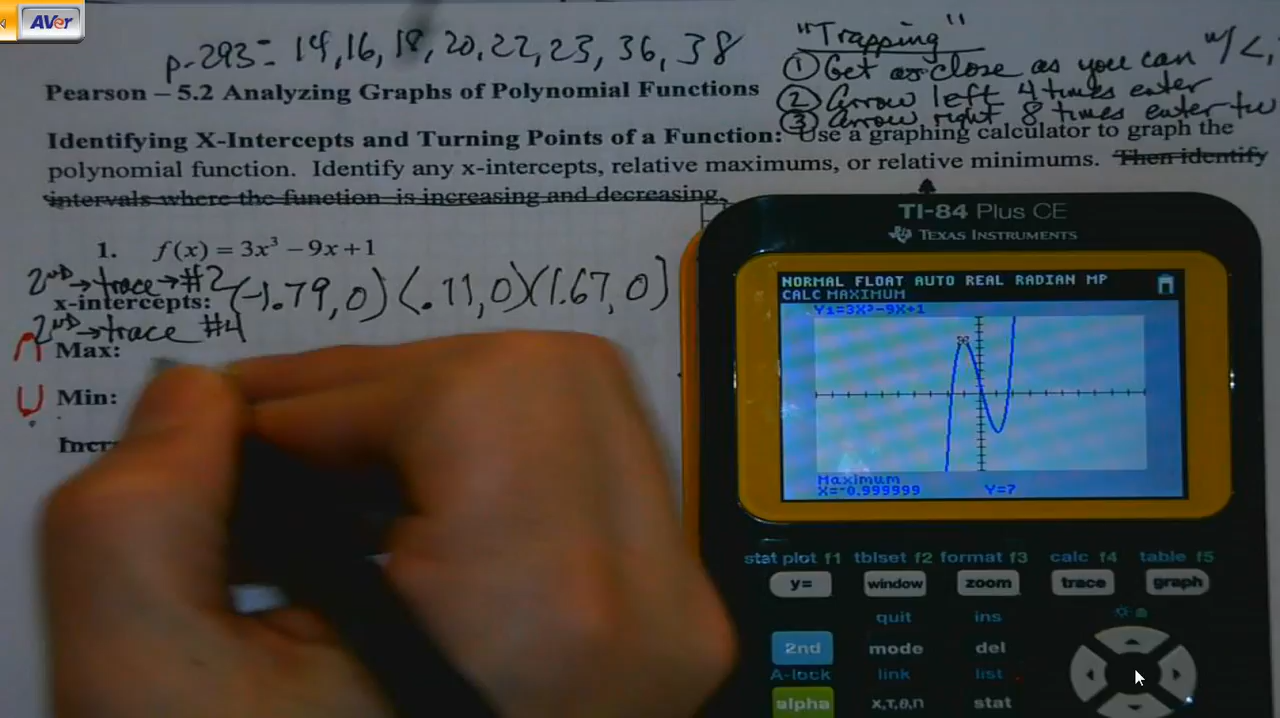 AVer
p-293= 14,16,18,20,22,23,36,38
"Trapping"
① Get as close as you can w/ <,
② Arrow left 4 times enter
③ Arrow right 8 times enter tw
Pearson – 5.2 Analyzing Graphs of Polynomial Functions
Identifying X-Intercepts and Turning Points of a Function: Use a graphing calculator to graph the
polynomial function. Identify any x-intercepts, relative maximums, or relative minimums. Then identify
intervals where the function is increasing and decreasing.
1. f(x) = 3x³ – 9x + 1
2ND → trace → #2
x-intercepts: (-1.79, 0) (.11, 0) (1.67, 0)
2ND → trace #4
Max:
Min:
Incr
TI-84 Plus CE
TEXAS INSTRUMENTS
NORMAL FLOAT AUTO REAL RADIAN MP
CALC MAXIMUM
Y1=3X³-9X+1
Maximum
X=-0.999999 Y=7
stat plot f1 tblset f2 format f3 calc f4 table f5
y= window zoom trace graph
quit ins
2nd mode del
A-lock link list
alpha X,T,θ,n stat